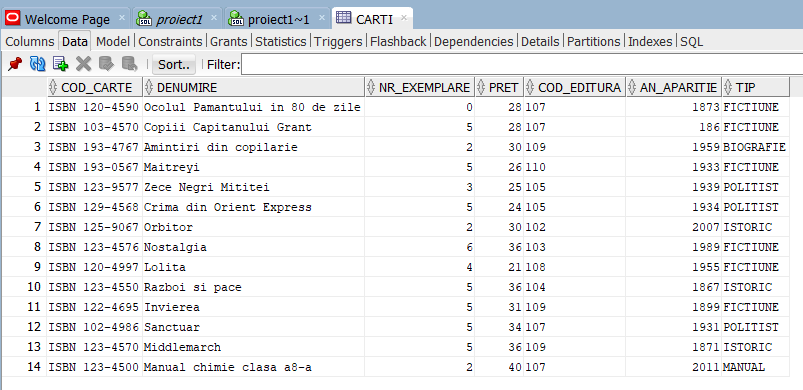 Welcome Page proiect1 proiect1~1 CARTI
Columns Data Model Constraints Grants Statistics Triggers Flashback Dependencies Details Partitions Indexes SQL
Sort.. Filter:
COD_CARTE DENUMIRE NR_EXEMPLARE PRET COD_EDITURA AN_APARITIE TIP
1 ISBN 120-4590 Ocolul Pamantului in 80 de zile 0 28 107 1873 FICTIUNE
2 ISBN 103-4570 Copiii Capitanului Grant 5 28 107 186 FICTIUNE
3 ISBN 193-4767 Amintiri din copilarie 2 30 109 1959 BIOGRAFIE
4 ISBN 193-0567 Maitreyi 5 26 110 1933 FICTIUNE
5 ISBN 123-9577 Zece Negri Mititei 3 25 105 1939 POLITIST
6 ISBN 129-4568 Crima din Orient Express 5 24 105 1934 POLITIST
7 ISBN 125-9067 Orbitor 2 30 102 2007 ISTORIC
8 ISBN 123-4576 Nostalgia 6 36 103 1989 FICTIUNE
9 ISBN 120-4997 Lolita 4 21 108 1955 FICTIUNE
10 ISBN 123-4550 Razboi si pace 5 36 104 1867 ISTORIC
11 ISBN 122-4695 Invierea 5 31 109 1899 FICTIUNE
12 ISBN 102-4986 Sanctuar 5 34 107 1931 POLITIST
13 ISBN 123-4570 Middlemarch 5 36 109 1871 ISTORIC
14 ISBN 123-4500 Manual chimie clasa a8-a 2 40 107 2011 MANUAL